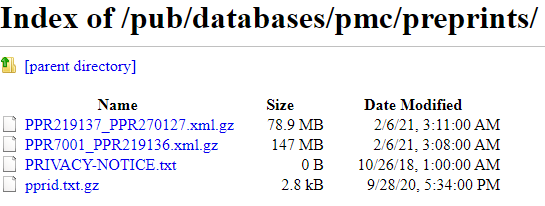 Index of /pub/databases/pmc/preprints/
[parent directory]
Name Size Date Modified
PPR219137_PPR270127.xml.gz 78.9 MB 2/6/21, 3:11:00 AM
PPR7001_PPR219136.xml.gz 147 MB 2/6/21, 3:08:00 AM
PRIVACY-NOTICE.txt 0 B 10/26/18, 1:00:00 AM
pprid.txt.gz 2.8 kB 9/28/20, 5:34:00 PM